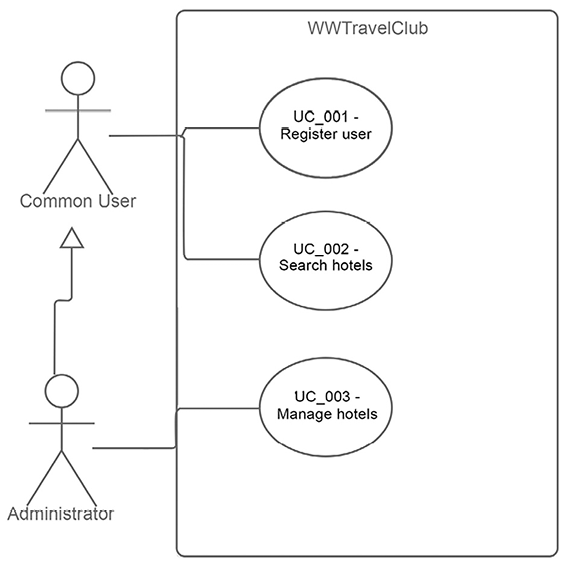 WWTravelClub
UC_001 -
Register user
Common User
UC_002 -
Search hotels
UC_003 -
Manage hotels
Administrator